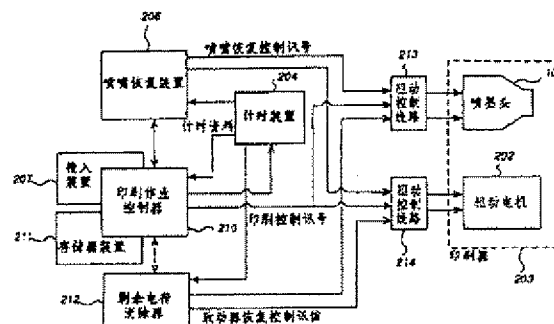 206
喷嘴恢复装置
喷嘴恢复控制讯号
204
计时装置
计时资料
213
驱动
控制
线路
10
喷墨头
207
输入
装置
印刷作业
控制器
210
印刷控制讯号
202
驱动电机
驱动
控制
线路
214
印刷器
203
211
存储器装置
212
剩余电荷
消除器
致动器恢复控制讯信